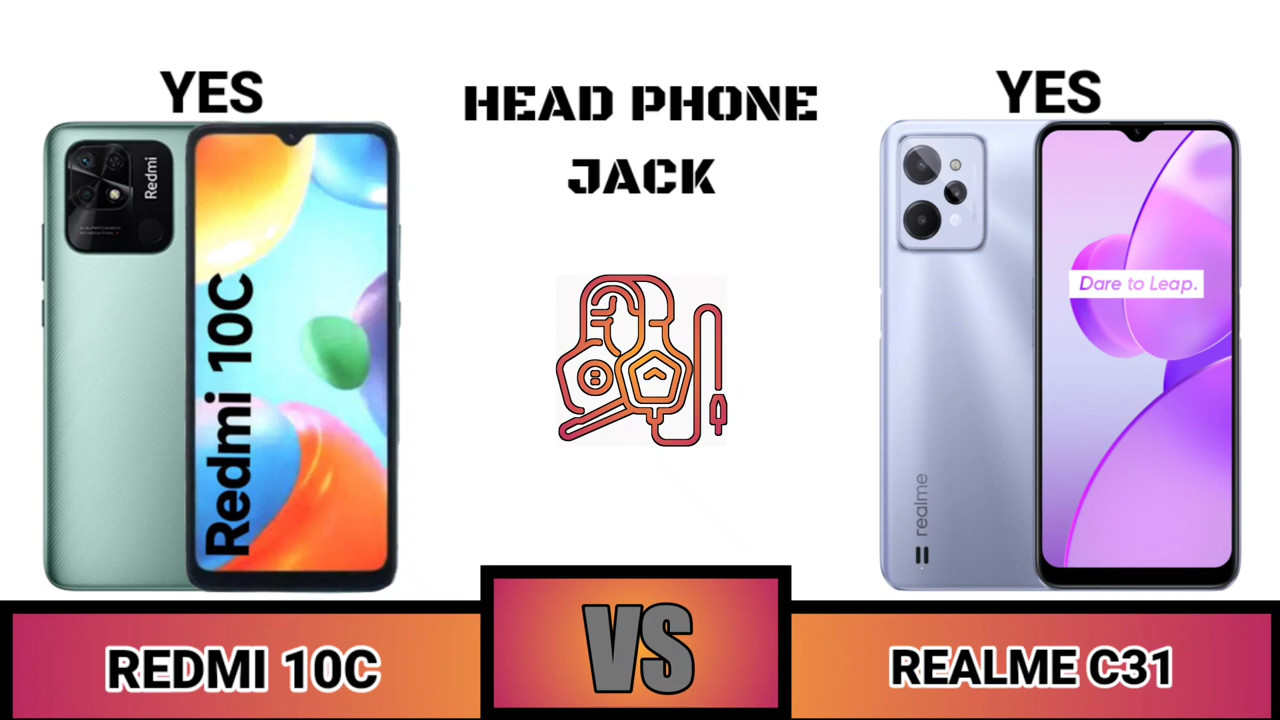 YES
HEAD PHONE
JACK
YES
Redmi
Redmi 10C
Dare to Leap.
realme
REDMI 10C
VS
REALME C31